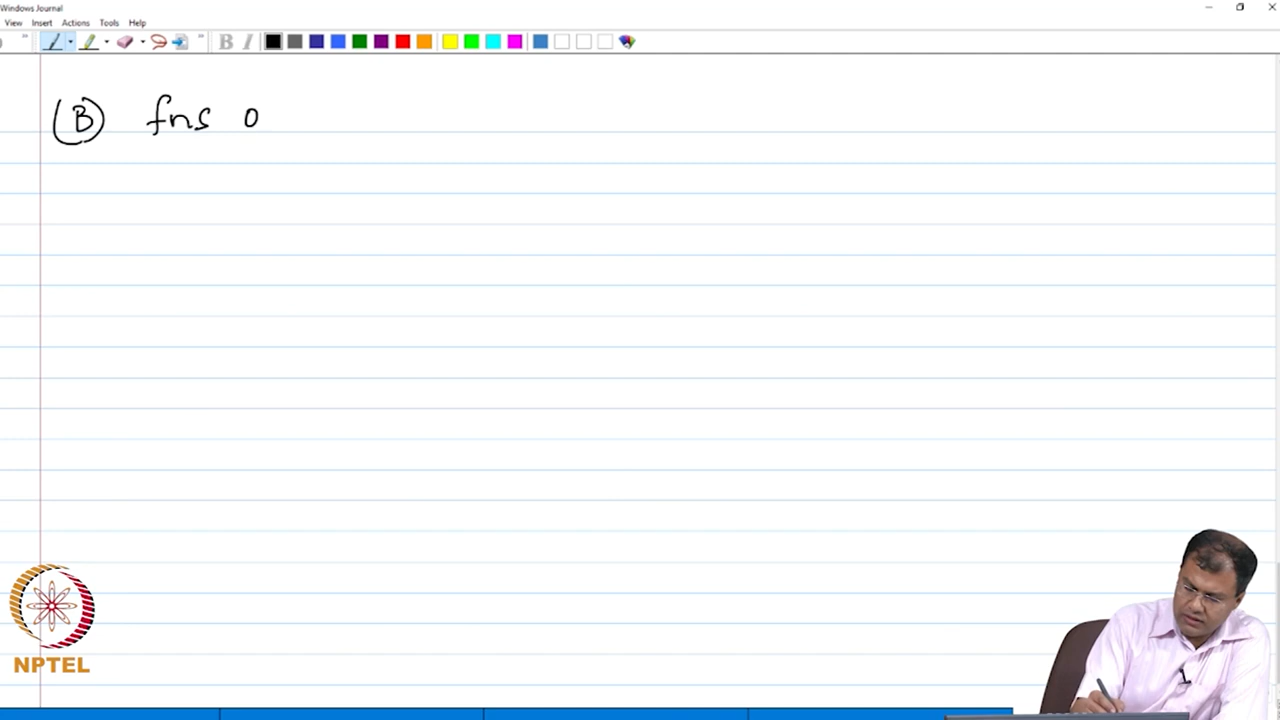 Windows Journal
View Insert Actions Tools Help
B I
(B) fns o
NPTEL